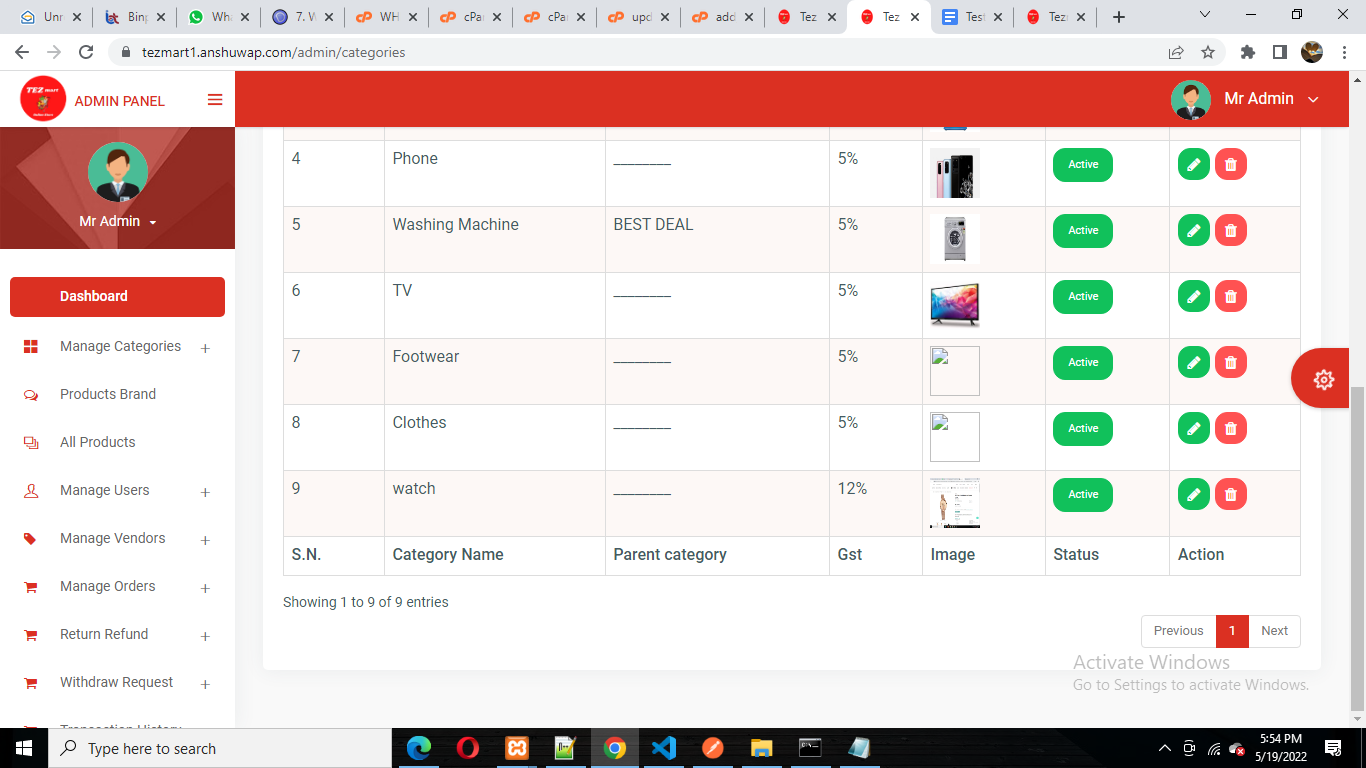 Unr
Binp
Wha
7. W
WH
cPa
cPar
upd
add
Tez
Tez
Test
Tez
tezmart1.anshuwap.com/admin/categories
TEZ MART
ADMIN PANEL
Mr Admin
Mr Admin
Dashboard
Manage Categories +
Products Brand
All Products
Manage Users +
Manage Vendors +
Manage Orders +
Return Refund +
Withdraw Request +
Transaction History
4 Phone ________ 5% Active
5 Washing Machine BEST DEAL 5% Active
6 TV ________ 5% Active
7 Footwear ________ 5% Active
8 Clothes ________ 5% Active
9 watch ________ 12% Active
S.N. Category Name Parent category Gst Image Status Action
Showing 1 to 9 of 9 entries
Previous 1 Next
Activate Windows
Go to Settings to activate Windows.
Type here to search
5:54 PM
5/19/2022